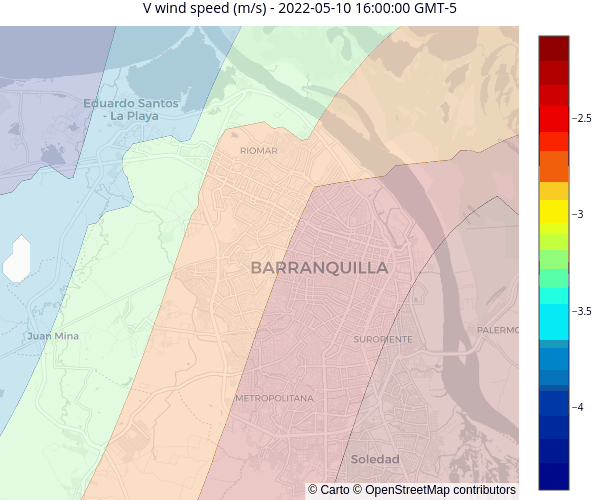 V wind speed (m/s) - 2022-05-10 16:00:00 GMT-5
Eduardo Santos
- La Playa
RIOMAR
BARRANQUILLA
Juan Mina
SURORIENTE
PALERMO
METROPOLITANA
Soledad
© Carto © OpenStreetMap contributors
−2.5
−3
−3.5
−4